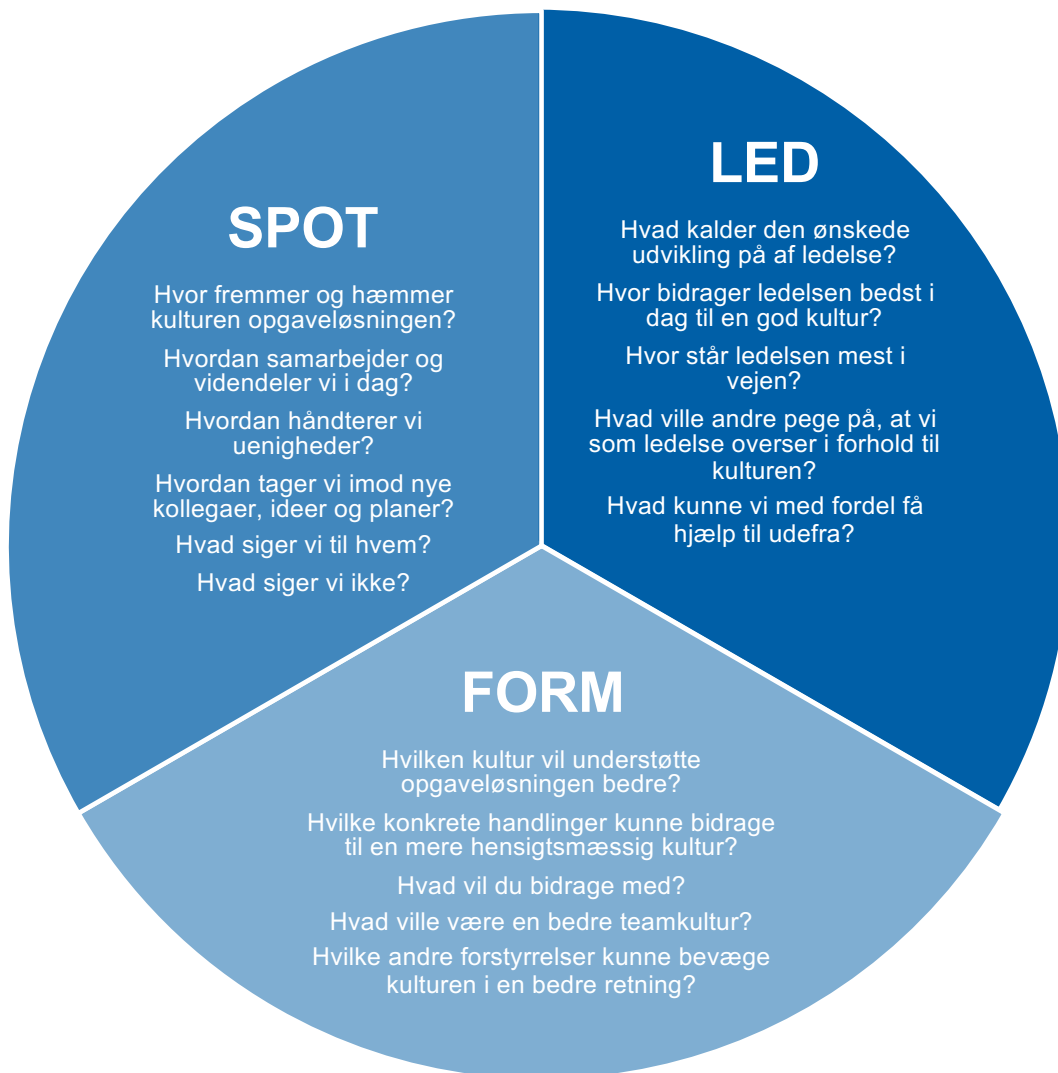 SPOT
Hvor fremmer og hæmmer
kulturen opgaveløsningen?
Hvordan samarbejder og
videndeler vi i dag?
Hvordan håndterer vi
uenigheder?
Hvordan tager vi imod nye
kollegaer, ideer og planer?
Hvad siger vi til hvem?
Hvad siger vi ikke?
LED
Hvad kalder den ønskede
udvikling på af ledelse?
Hvor bidrager ledelsen bedst i
dag til en god kultur?
Hvor står ledelsen mest i
vejen?
Hvad ville andre pege på, at vi
som ledelse overser i forhold til
kulturen?
Hvad kunne vi med fordel få
hjælp til udefra?
FORM
Hvilken kultur vil understøtte
opgaveløsningen bedre?
Hvilke konkrete handlinger kunne bidrage
til en mere hensigtsmæssig kultur?
Hvad vil du bidrage med?
Hvad ville være en bedre teamkultur?
Hvilke andre forstyrrelser kunne bevæge
kulturen i en bedre retning?